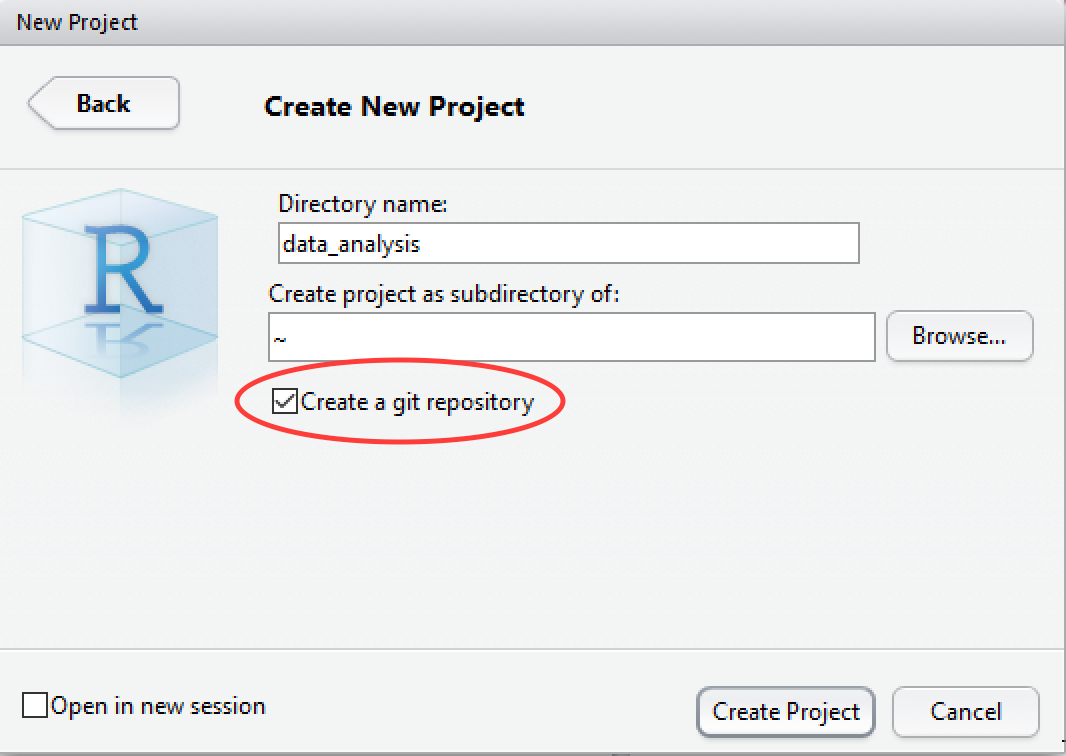 New Project
Back
Create New Project
R
Directory name:
data_analysis
Create project as subdirectory of:
~
Browse...
Create a git repository
Open in new session
Create Project
Cancel